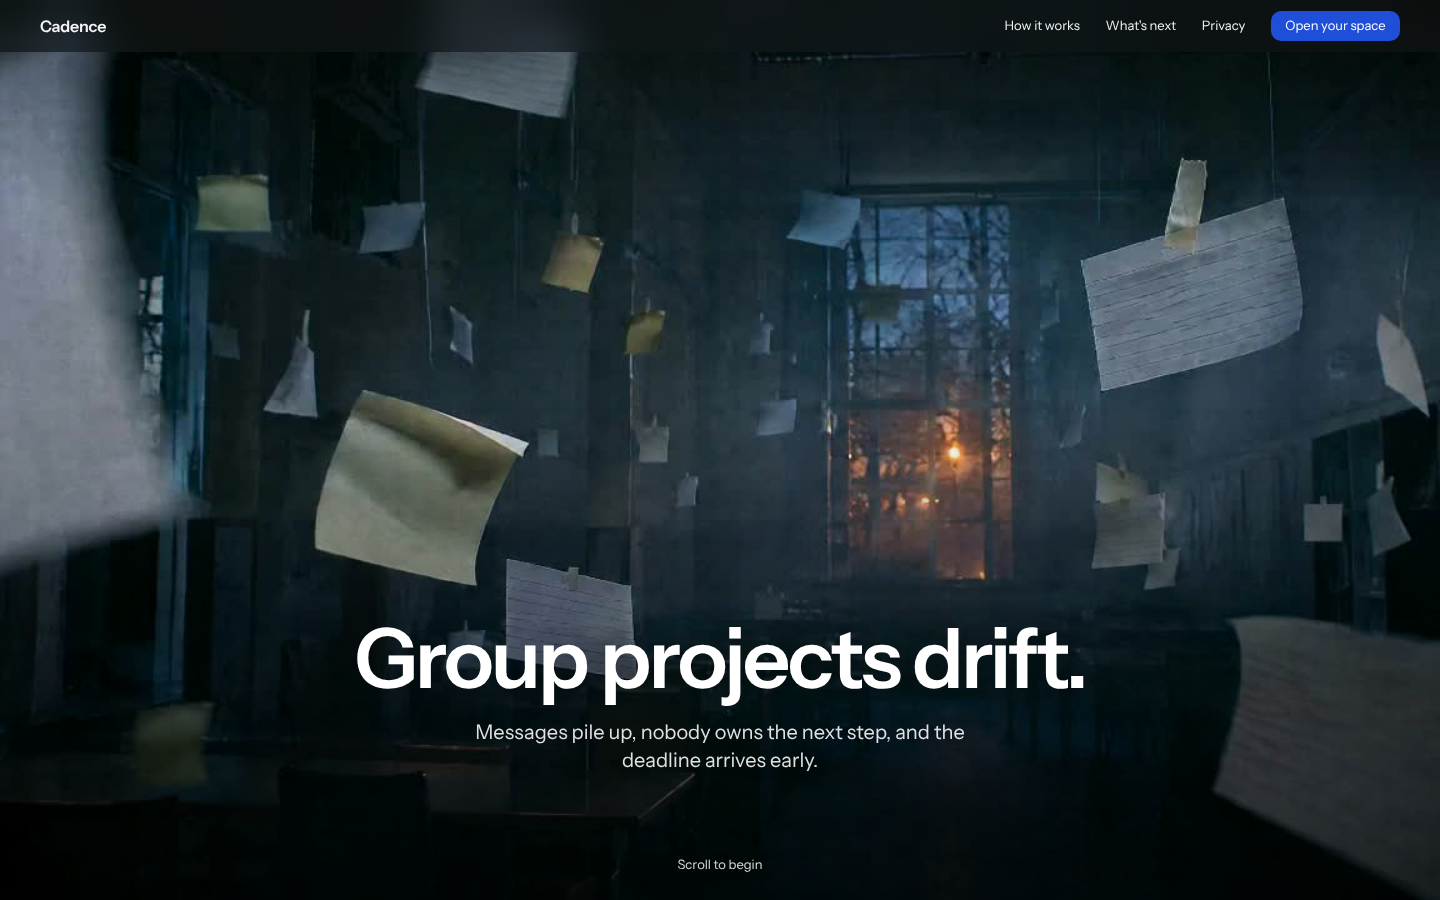 Cadence
How it works
What's next
Privacy
Open your space
Group projects drift.
Messages pile up, nobody owns the next step, and the
deadline arrives early.
Scroll to begin